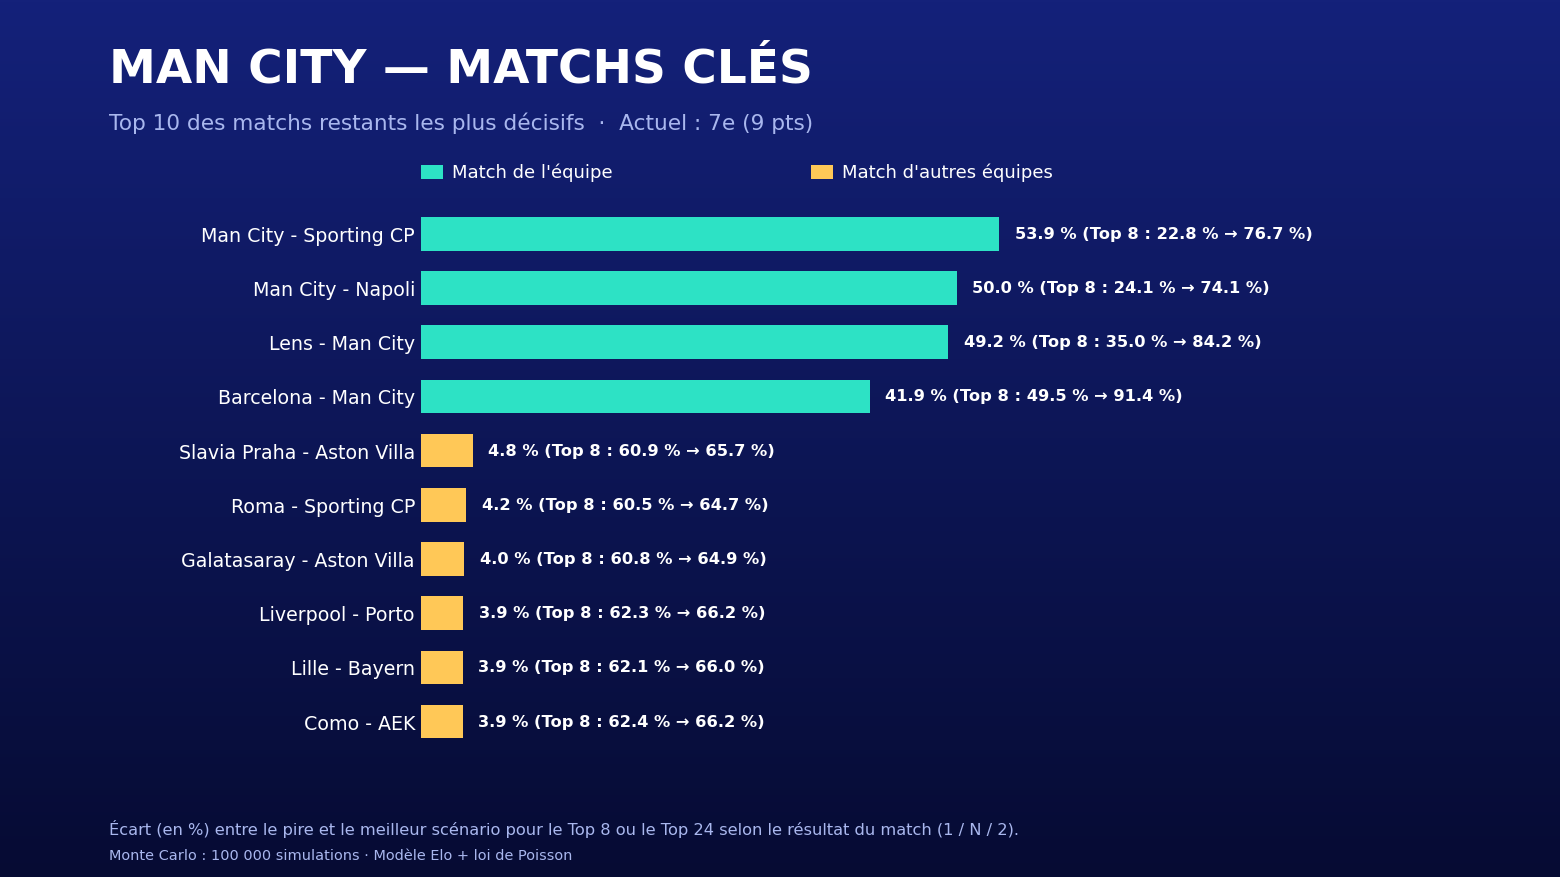 MAN CITY — MATCHS CLÉS
Top 10 des matchs restants les plus décisifs · Actuel : 7e (9 pts)
Match de l'équipe
Match d'autres équipes
Man City - Sporting CP 53.9 % (Top 8 : 22.8 % → 76.7 %)
Man City - Napoli 50.0 % (Top 8 : 24.1 % → 74.1 %)
Lens - Man City 49.2 % (Top 8 : 35.0 % → 84.2 %)
Barcelona - Man City 41.9 % (Top 8 : 49.5 % → 91.4 %)
Slavia Praha - Aston Villa 4.8 % (Top 8 : 60.9 % → 65.7 %)
Roma - Sporting CP 4.2 % (Top 8 : 60.5 % → 64.7 %)
Galatasaray - Aston Villa 4.0 % (Top 8 : 60.8 % → 64.9 %)
Liverpool - Porto 3.9 % (Top 8 : 62.3 % → 66.2 %)
Lille - Bayern 3.9 % (Top 8 : 62.1 % → 66.0 %)
Como - AEK 3.9 % (Top 8 : 62.4 % → 66.2 %)
Écart (en %) entre le pire et le meilleur scénario pour le Top 8 ou le Top 24 selon le résultat du match (1 / N / 2).
Monte Carlo : 100 000 simulations · Modèle Elo + loi de Poisson